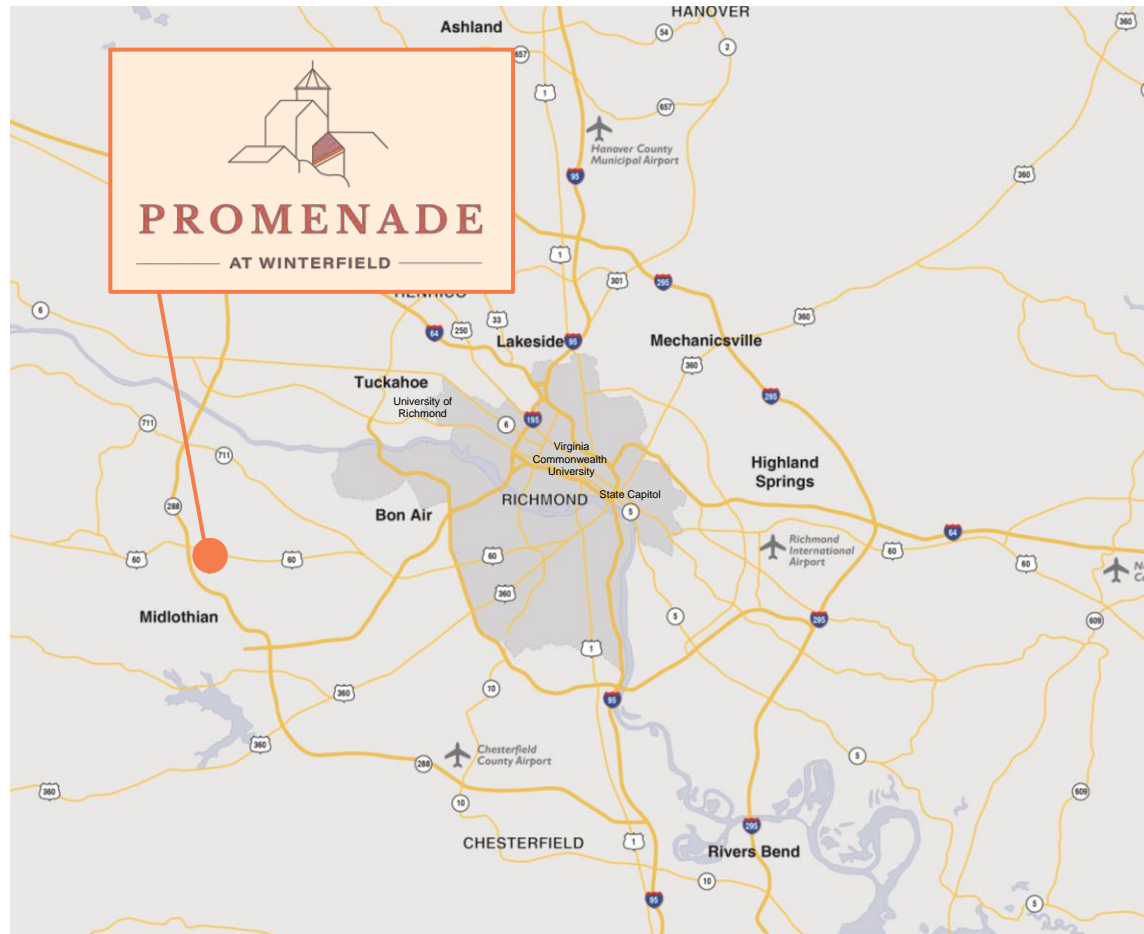 HANOVER
Ashland
360
54
2
657
1
657
Hanover County
Municipal Airport
95
360
PROMENADE
AT WINTERFIELD
1
301
295
6
64
250
33
360
Lakeside
95
Mechanicsville
360
Tuckahoe
University of
Richmond
295
6
195
711
711
Virginia
Commonwealth
University
Highland
Springs
288
Bon Air
RICHMOND
State Capitol
5
64
60
60
60
Richmond
International
Airport
60
60
360
Midlothian
5
295
609
1
10
360
95
360
Chesterfield
County Airport
288
5
360
10
609
295
CHESTERFIELD
1
Rivers Bend
10
95
5